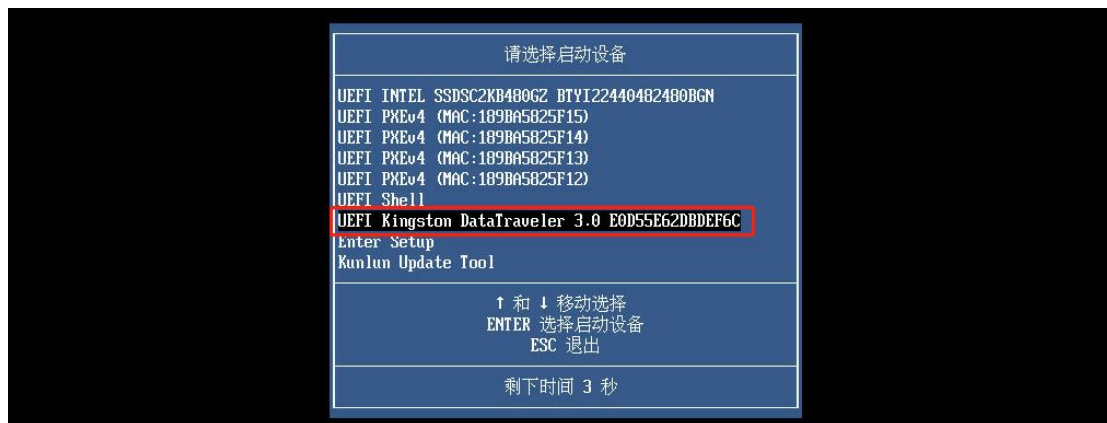 请选择启动设备
UEFI INTEL SSDSC2KB480GZ BTYI22440482480BGN
UEFI PXEv4 (MAC:189BA5825F15)
UEFI PXEv4 (MAC:189BA5825F14)
UEFI PXEv4 (MAC:189BA5825F13)
UEFI PXEv4 (MAC:189BA5825F12)
UEFI Shell
UEFI Kingston DataTraveler 3.0 E0D55E62DBDEF6C
Enter Setup
Kunlun Update Tool
↑ 和 ↓ 移动选择
ENTER 选择启动设备
ESC 退出
剩下时间 3 秒